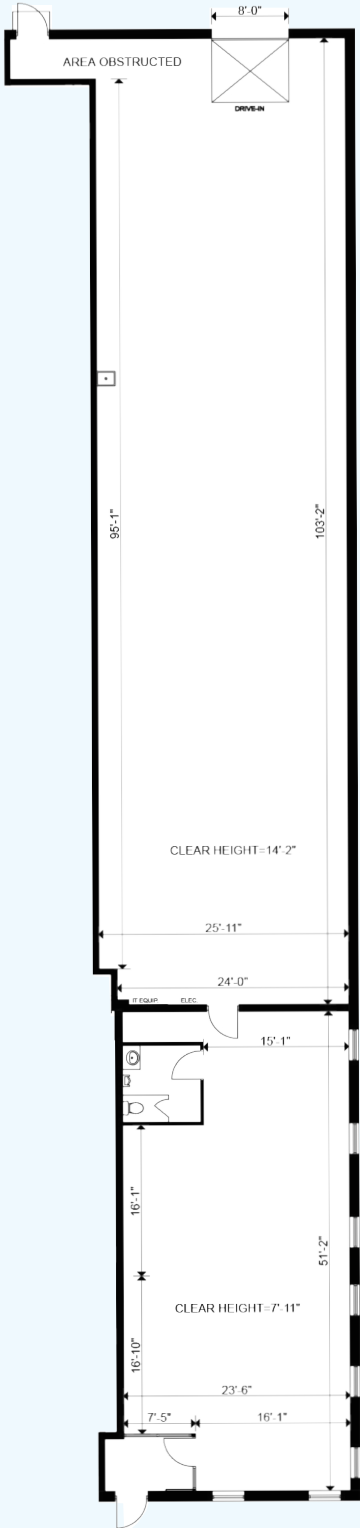 8'-0"
AREA OBSTRUCTED
DRIVE-IN
95'-1"
103'-2"
CLEAR HEIGHT=14'-2"
25'-11"
24'-0"
IT EQUIP ELEC.
15'-1"
16'-1"
51'-2"
CLEAR HEIGHT=7'-11"
16'-10"
23'-6"
7'-5" 16'-1"